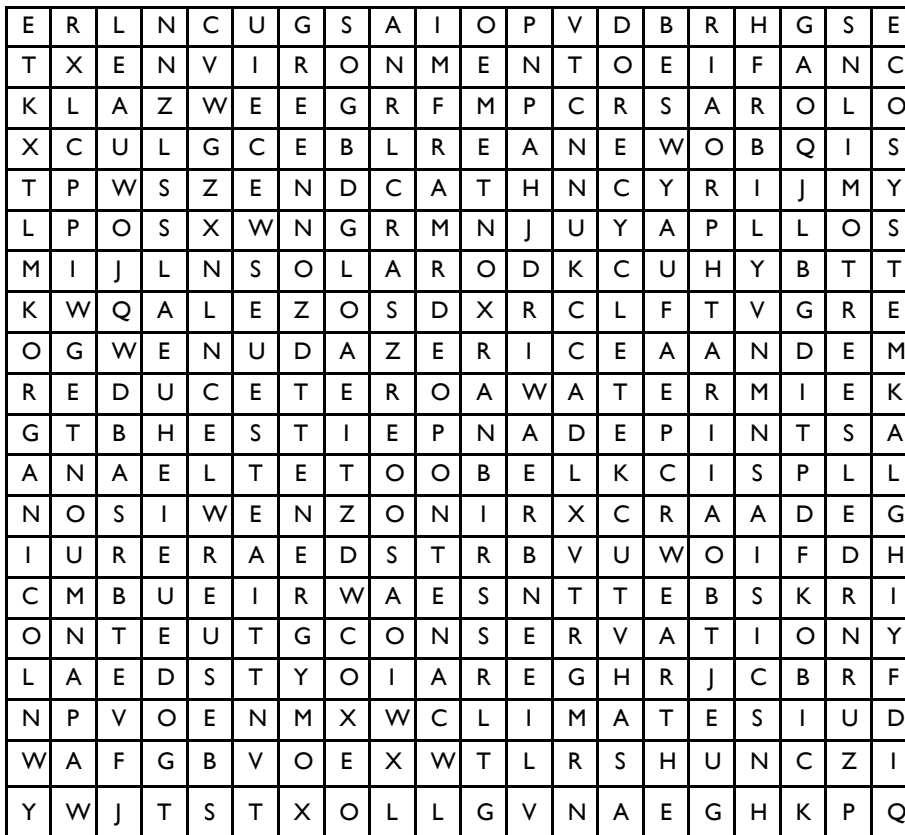 E R L N C U G S A I O P V D B R H G S E
T X E N V I R O N M E N T O E I F A N C
K L A Z W E E G R F M P C R S A R O L O
X C U L G C E B L R E A N E W O B Q I S
T P W S Z E N D C A T H N C Y R I J M Y
L P O S X W N G R M N J U Y A P L L O S
M I J L N S O L A R O D K C U H Y B T T
K W Q A L E Z O S D X R C L F T V G R E
O G W E N U D A Z E R I C E A A N D E M
R E D U C E T E R O A W A T E R M I E K
G T B H E S T I E P N A D E P I N T S A
A N A E L T E T O O B E L K C I S P L L
N O S I W E N Z O N I R X C R A A D E G
I U R E R A E D S T R B V U W O I F D H
C M B U E I R W A E S N T T E B S K R I
O N T E U T G C O N S E R V A T I O N Y
L A E D S T Y O I A R E G H R J C B R F
N P V O E N M X W C L I M A T E S I U D
W A F G B V O E X W T L R S H U N C Z I
Y W J T S T X O L L G V N A E G H K P Q